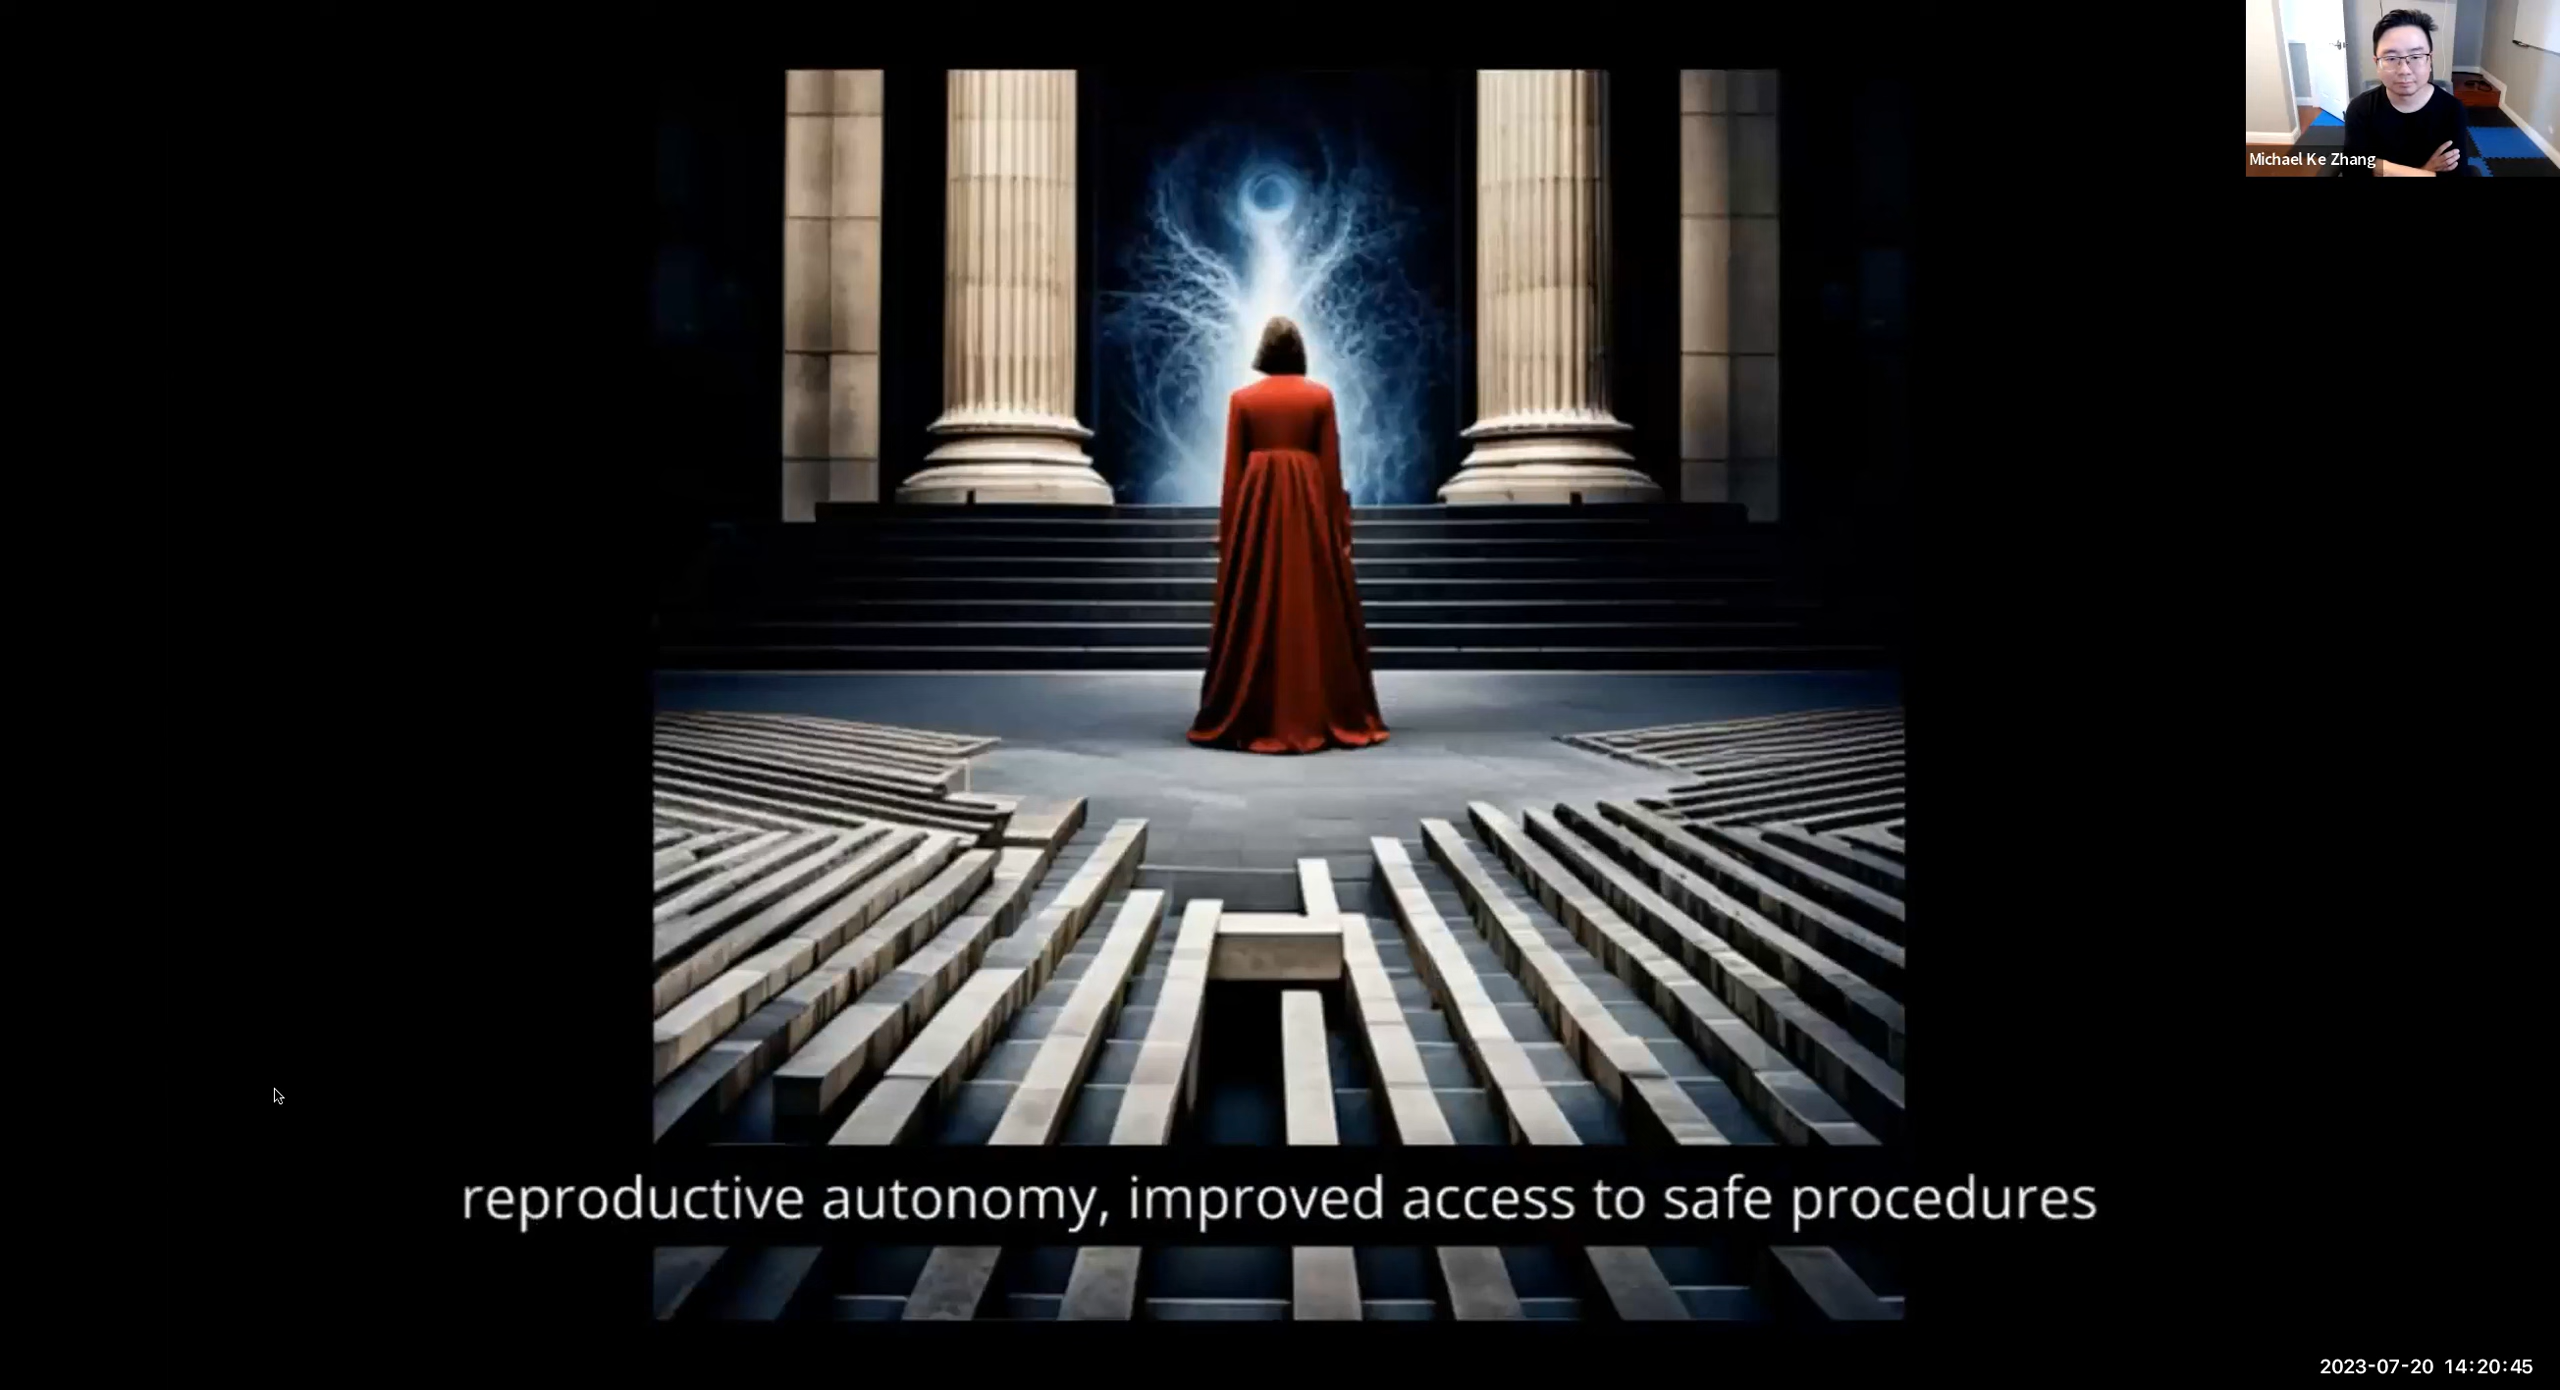 Michael Ke Zhang
reproductive autonomy, improved access to safe procedures
2023-07-20 14:20:45